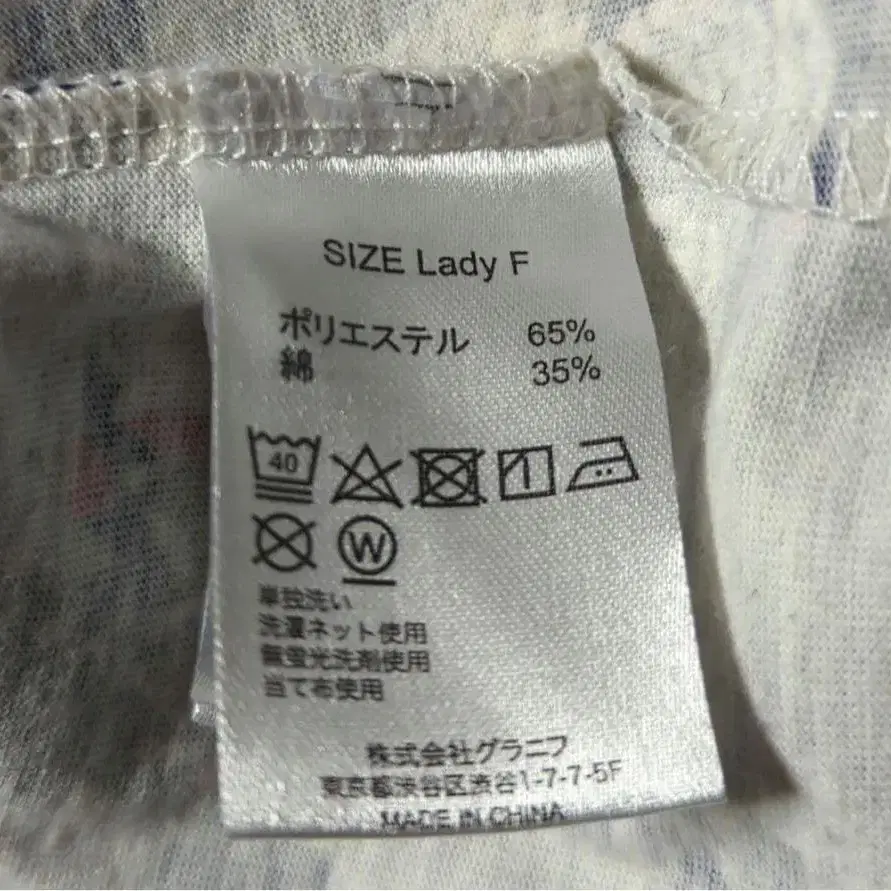 SIZE Lady F
ポリエステル 65%
綿 35%
40
W
単独洗い
洗濯ネット使用
無蛍光洗剤使用
当て布使用
株式会社グラニフ
東京都渋谷区渋谷1-7-7-5F
MADE IN CHINA